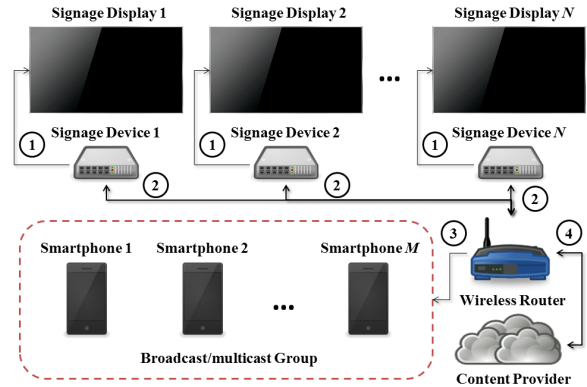 Signage Display 1
Signage Display 2
Signage Display N
...
1
Signage Device 1
1
Signage Device 2
1
Signage Device N
2
2
2
3
4
Smartphone 1
Smartphone 2
Smartphone M
...
Wireless Router
Broadcast/multicast Group
Content Provider